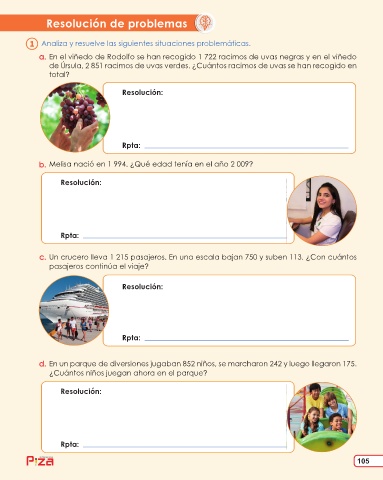 Resolución de problemas
1 Analiza y resuelve las siguientes situaciones problemáticas.
a. En el viñedo de Rodolfo se han recogido 1 722 racimos de uvas negras y en el viñedo
de Úrsula, 2 851 racimos de uvas verdes. ¿Cuántos racimos de uvas se han recogido en
total?
Resolución:
Rpta:
b. Melisa nació en 1 994. ¿Qué edad tenía en el año 2 009?
Resolución:
Rpta:
c. Un crucero lleva 1 215 pasajeros. En una escala bajan 750 y suben 113. ¿Con cuántos
pasajeros continúa el viaje?
Resolución:
Rpta:
d. En un parque de diversiones jugaban 852 niños, se marcharon 242 y luego llegaron 175.
¿Cuántos niños juegan ahora en el parque?
Resolución:
Rpta:
P:za
105